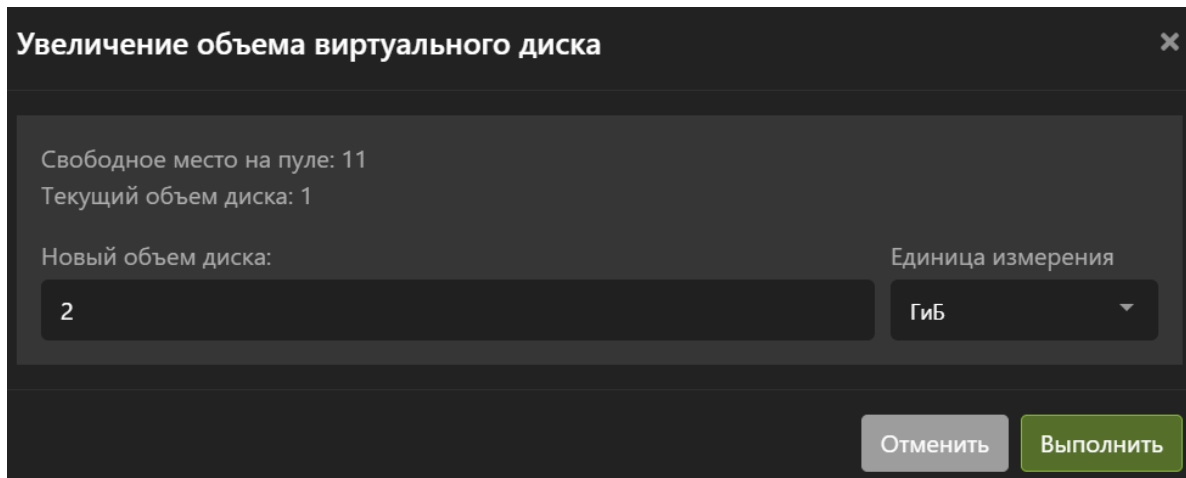 Увеличение объема виртуального диска
Свободное место на пуле: 11
Текущий объем диска: 1
Новый объем диска: Единица измерения
2 ГиБ
Отменить Выполнить